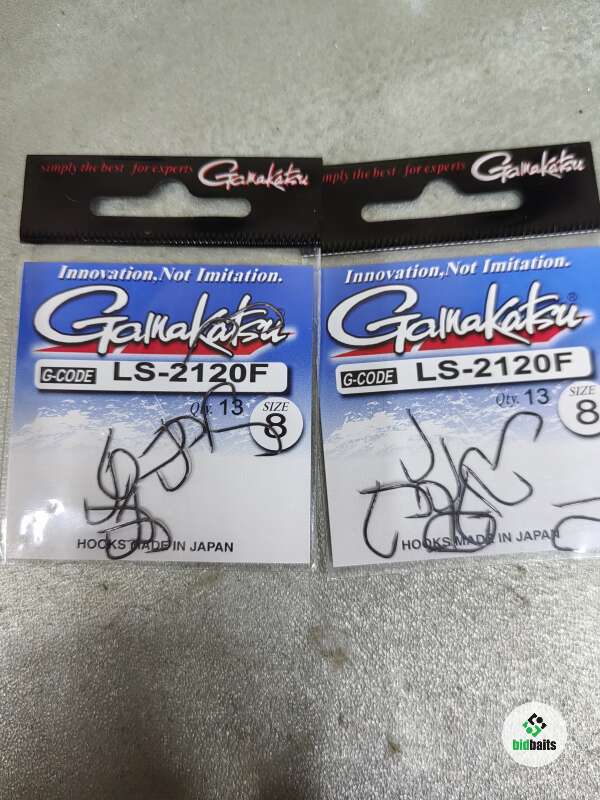 simply the best for experts Gamakatsu
Innovation, Not Imitation.
Gamakatsu
G-CODE LS-2120F
Qty. 13 SIZE 8
HOOKS MADE IN JAPAN
mply the best for experts Gamakatsu
Innovation, Not Imitation.
Gamakatsu®
G-CODE LS-2120F
Qty. 13 SIZE 8
HOOKS MADE IN JAPAN
bidbaits